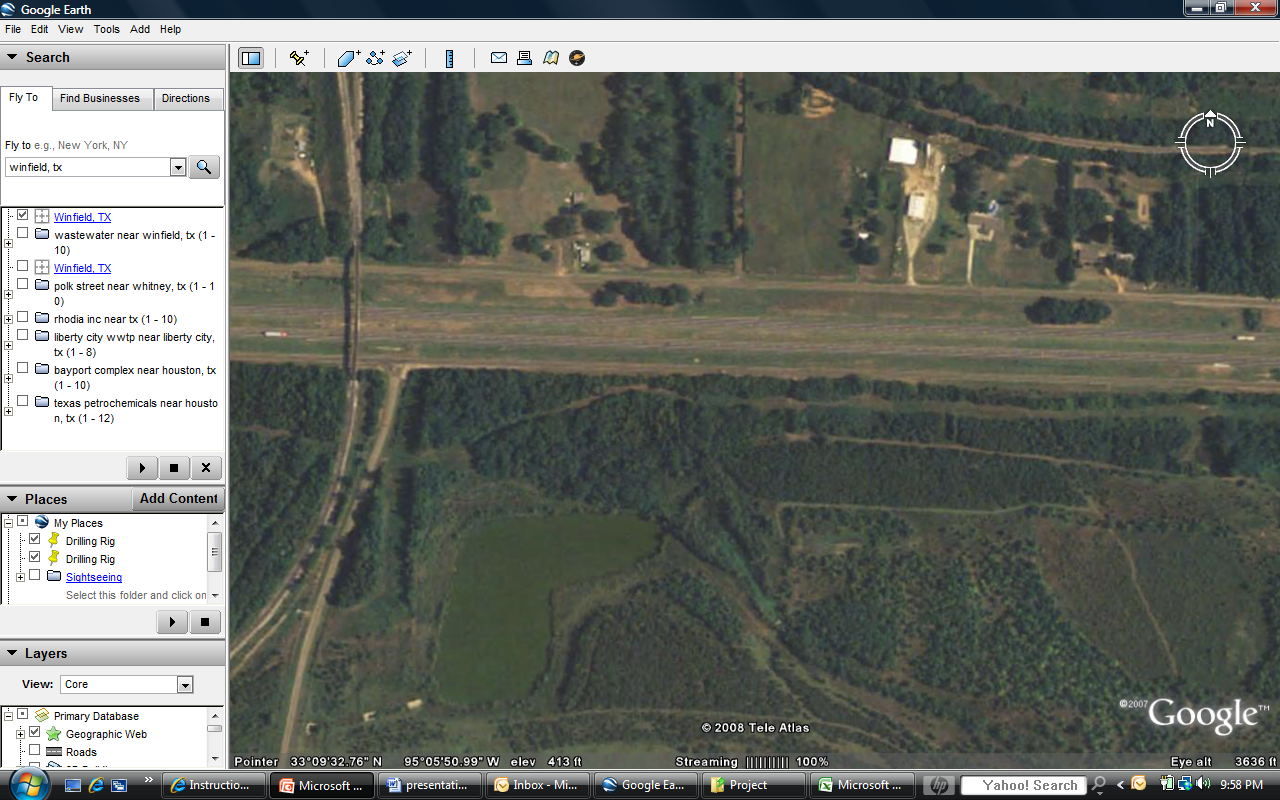 Google Earth
File Edit View Tools Add Help
Search
Fly To Find Businesses Directions
Fly to e.g., New York, NY
winfield, tx
Winfield, TX
wastewater near winfield, tx (1 -
10)
Winfield, TX
polk street near whitney, tx (1 - 1
0)
rhodia inc near tx (1 - 10)
liberty city wwtp near liberty city,
tx (1 - 8)
bayport complex near houston, tx
(1 - 10)
texas petrochemicals near housto
n, tx (1 - 12)
Places Add Content
My Places
Drilling Rig
Drilling Rig
Sightseeing
Select this folder and click on
Layers
View: Core
Primary Database
Geographic Web
Roads
N
©2007 Google™
© 2008 Tele Atlas
Pointer 33°09'32.76" N 95°05'50.99" W elev 413 ft Streaming |||||||||| 100% Eye alt 3636 ft
» Instructio... Microsoft ... presentati... Inbox - Mi... Google Ea... Project Microsoft ... hp Yahoo! Search < 9:58 PM